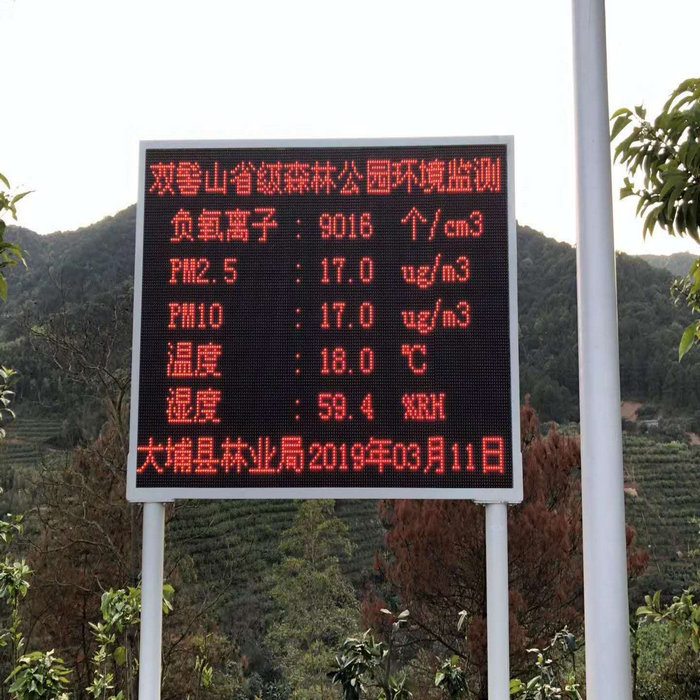 双髻山省级森林公园环境监测
负氧离子 : 9016 个/cm3
PM2.5 : 17.0 ug/m3
PM10 : 17.0 ug/m3
温度 : 18.0 ℃
湿度 : 59.4 %RH
大埔县林业局2019年03月11日